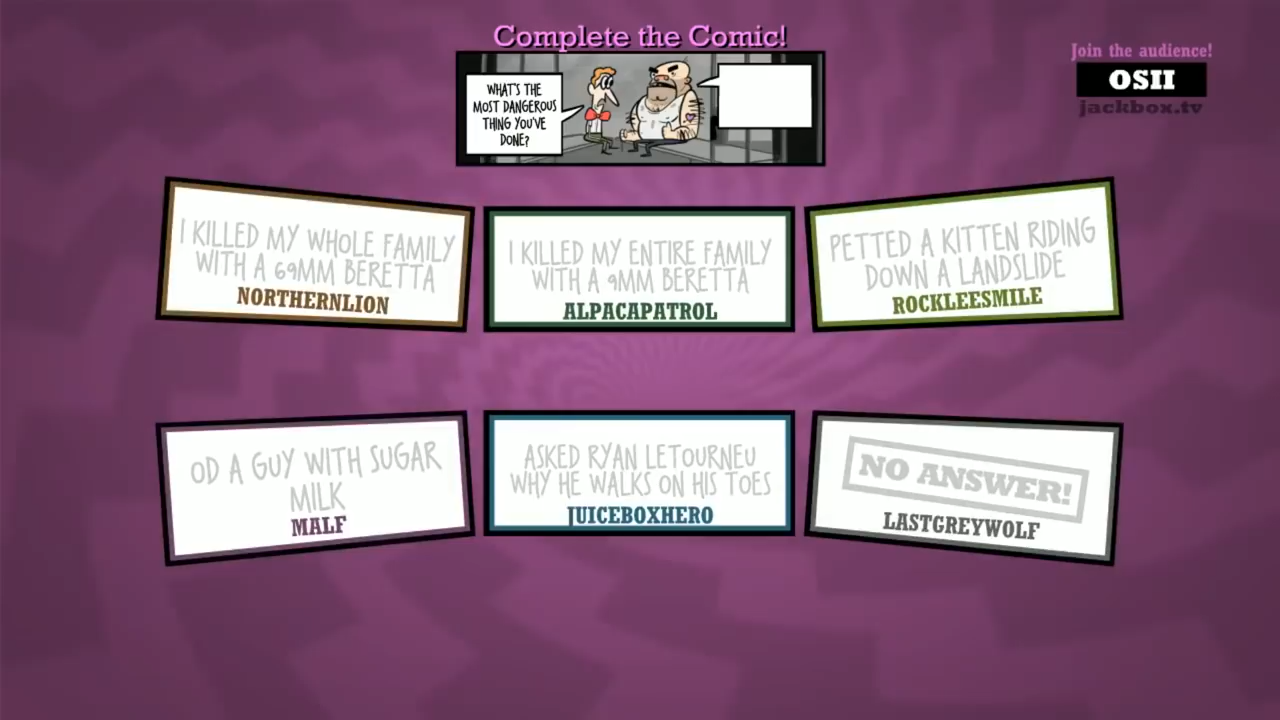 Complete the Comic!
Join the audience!
OSII
jackbox.tv
WHAT'S THE
MOST DANGEROUS
THING YOU'VE
DONE?
I KILLED MY WHOLE FAMILY
WITH A 69MM BERETTA
NORTHERNLION
I KILLED MY ENTIRE FAMILY
WITH A 9MM BERETTA
ALPACAPATROL
PETTED A KITTEN RIDING
DOWN A LANDSLIDE
ROCKLEESMILE
OD A GUY WITH SUGAR
MILK
MALF
ASKED RYAN LETOURNEU
WHY HE WALKS ON HIS TOES
JUICEBOXHERO
NO ANSWER!
LASTGREYWOLF